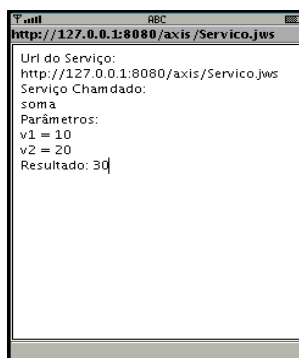 ABC
http://127.0.0.1:8080/axis/Servico.jws
Url do Serviço:
http://127.0.0.1:8080/axis/Servico.jws
Serviço Chamdado:
soma
Parâmetros:
v1 = 10
v2 = 20
Resultado: 30